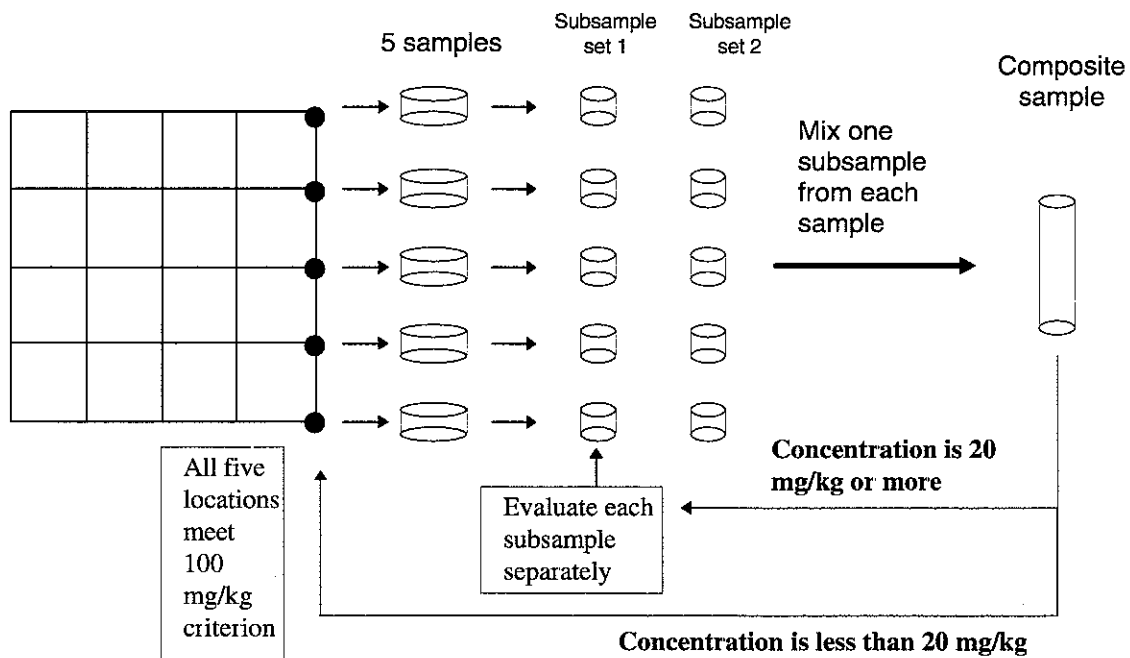 5 samples
Subsample
set 1
Subsample
set 2
Composite
sample
Mix one
subsample
from each
sample
Concentration is 20
mg/kg or more
All five
locations
meet
100
mg/kg
criterion
Evaluate each
subsample
separately
Concentration is less than 20 mg/kg